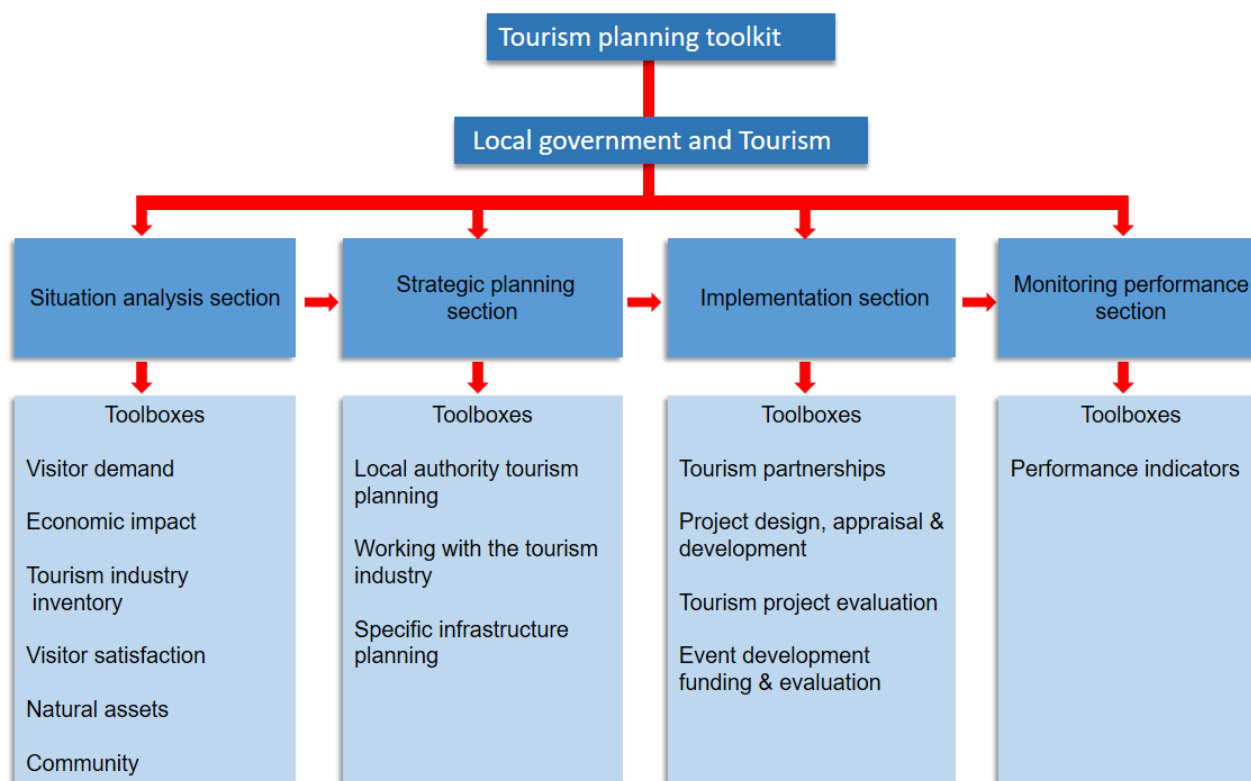 Tourism planning toolkit
Local government and Tourism
Situation analysis section
Strategic planning
section
Implementation section
Monitoring performance
section
Toolboxes
Visitor demand
Economic impact
Tourism industry
inventory
Visitor satisfaction
Natural assets
Community
Toolboxes
Local authority tourism
planning
Working with the tourism
industry
Specific infrastructure
planning
Toolboxes
Tourism partnerships
Project design, appraisal &
development
Tourism project evaluation
Event development
funding & evaluation
Toolboxes
Performance indicators